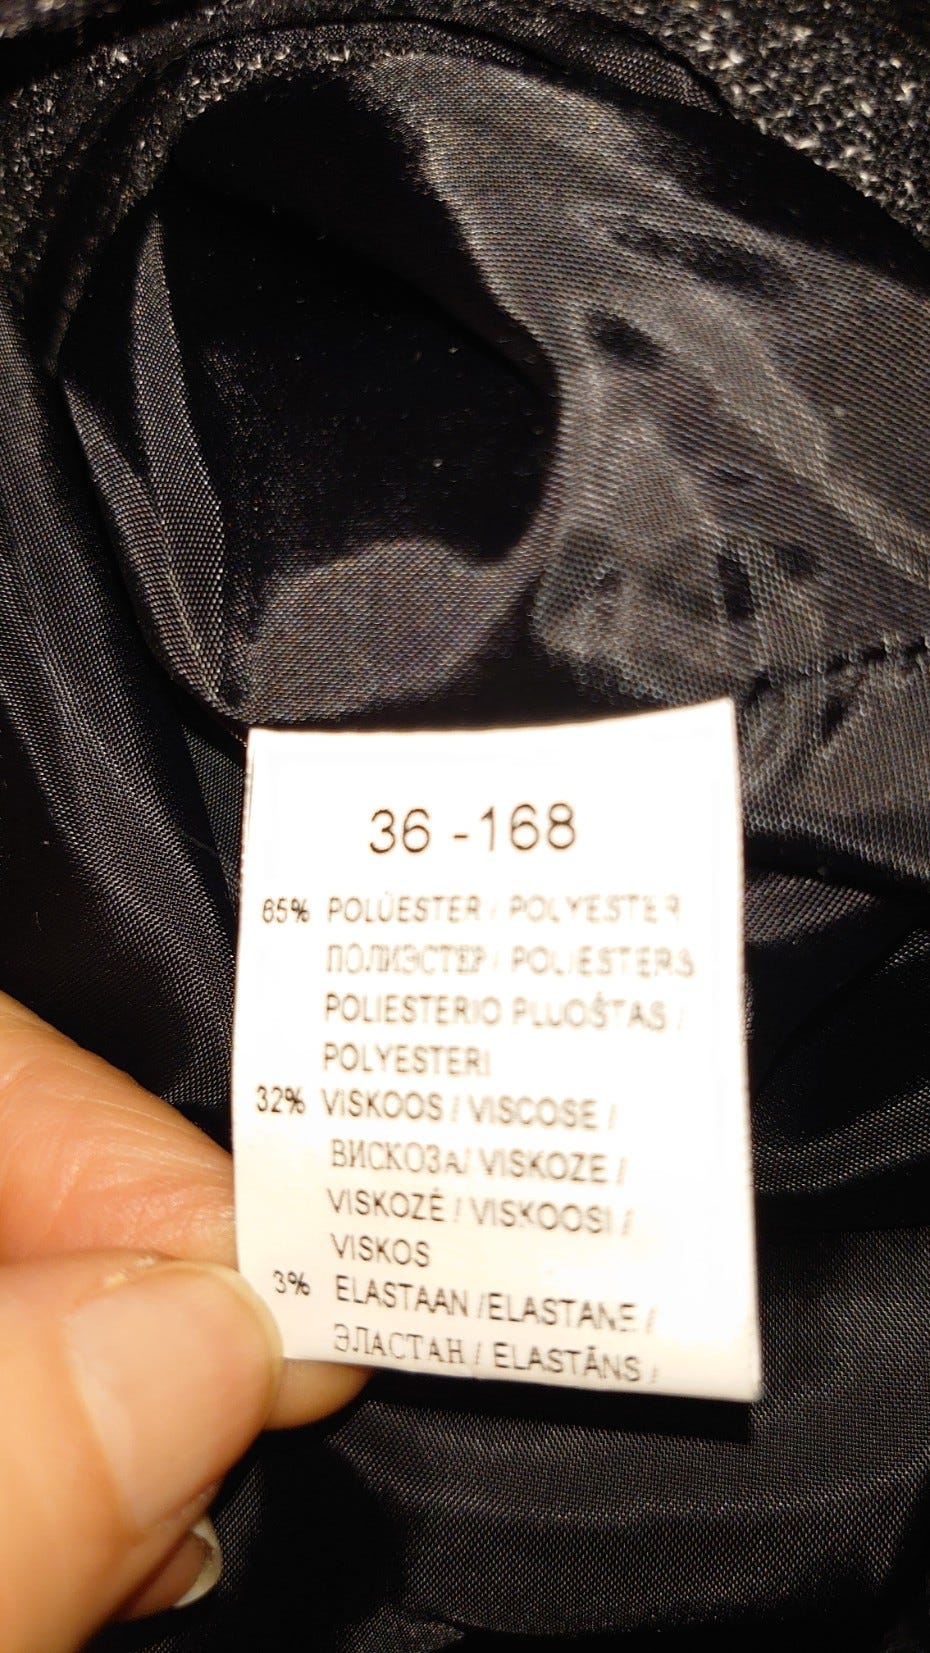 36 -168
65% POLÜESTER / POLYESTER
ПОЛИЭСТЕР / POLIESTERS
POLIESTERIO PLUOŠTAS /
POLYESTERI
32% VISKOOS / VISCOSE /
ВИСКОЗА/ VISKOZE /
VISKOZĖ / VISKOOSI /
VISKOS
3% ELASTAAN /ELASTANE /
ЭЛАСТАН / ELASTĀNS /